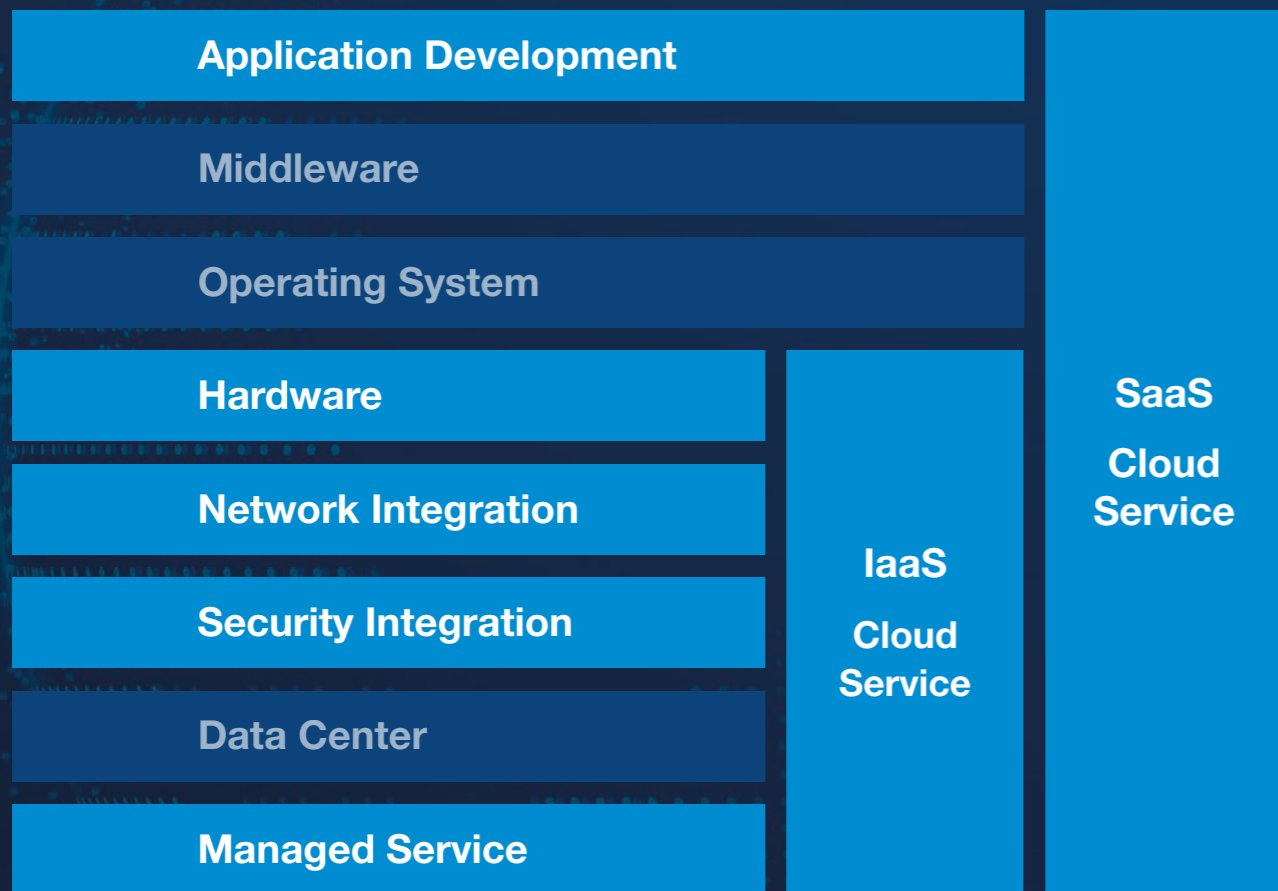 Application Development
Middleware
Operating System
Hardware
Network Integration
Security Integration
Data Center
Managed Service
IaaS
Cloud
Service
SaaS
Cloud
Service